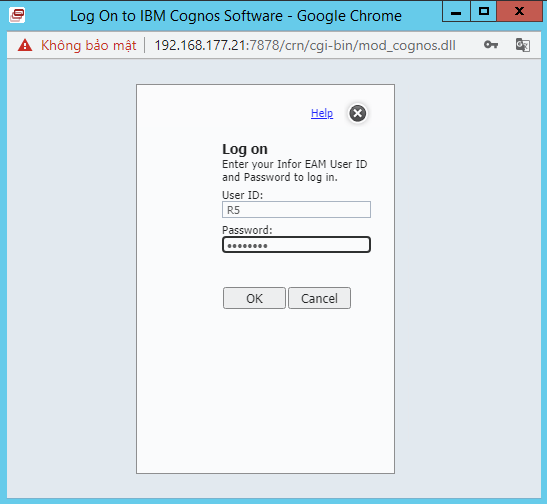 Log On to IBM Cognos Software - Google Chrome
Không bảo mật | 192.168.177.21:7878/crn/cgi-bin/mod_cognos.dll
Help
Log on
Enter your Infor EAM User ID
and Password to log in.
User ID:
R5
Password:
••••••••
OK Cancel